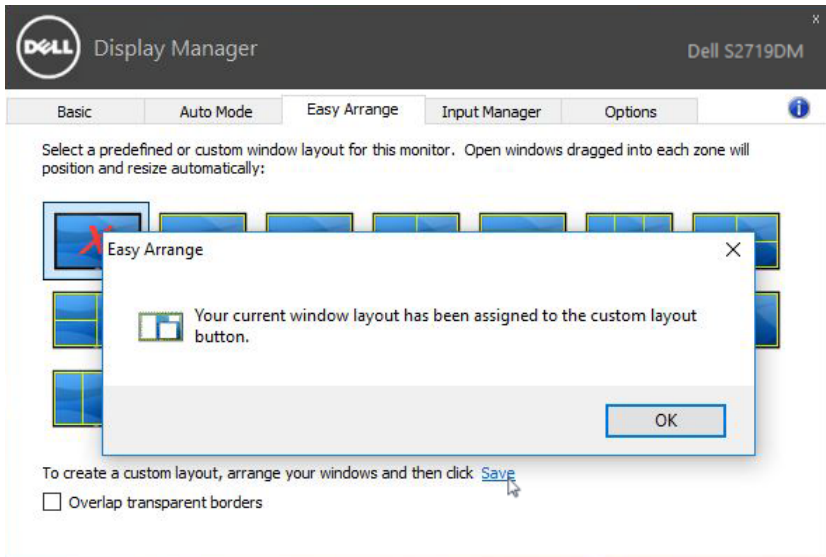 x
DELL
Display Manager
Dell S2719DM
Basic
Auto Mode
Easy Arrange
Input Manager
Options
Select a predefined or custom window layout for this monitor. Open windows dragged into each zone will
position and resize automatically:
Easy Arrange
Your current window layout has been assigned to the custom layout
button.
OK
To create a custom layout, arrange your windows and then click Save
Overlap transparent borders